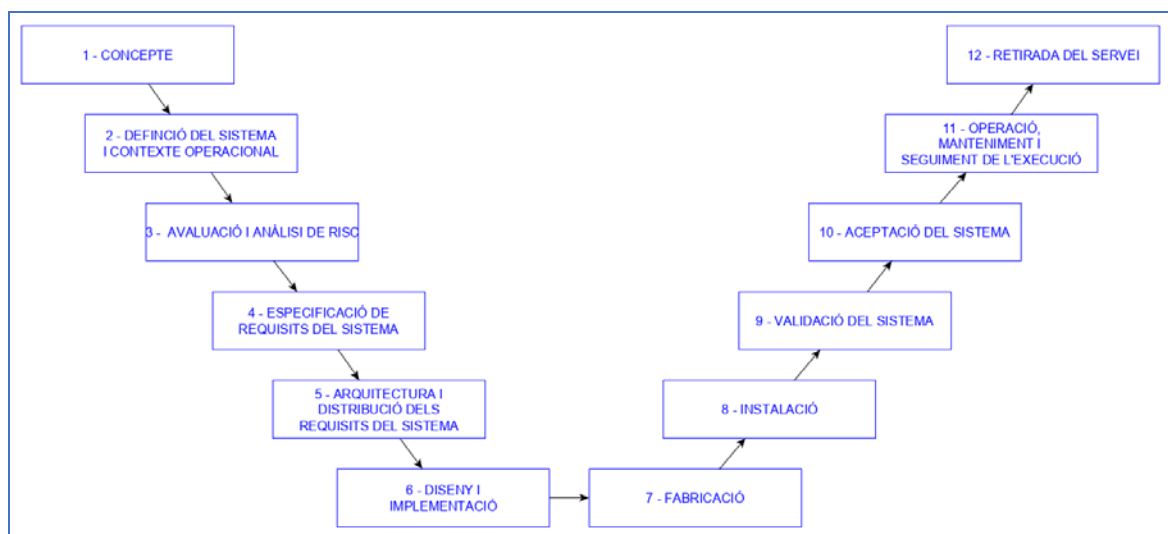 1 - CONCEPTE
2 - DEFINCIÓ DEL SISTEMA
I CONTEXTE OPERACIONAL
3 - AVALUACIÓ I ANÀLISI DE RISC
4 - ESPECIFICACIÓ DE
REQUISITS DEL SISTEMA
5 - ARQUITECTURA I
DISTRIBUCIÓ DELS
REQUISITS DEL SISTEMA
6 - DISENY I
IMPLEMENTACIÓ
7 - FABRICACIÓ
8 - INSTALACIÓ
9 - VALIDACIÓ DEL SISTEMA
10 - ACEPTACIÓ DEL SISTEMA
11 - OPERACIÓ,
MANTENIMENT I
SEGUIMENT DE L'EXECUCIÓ
12 - RETIRADA DEL SERVEI